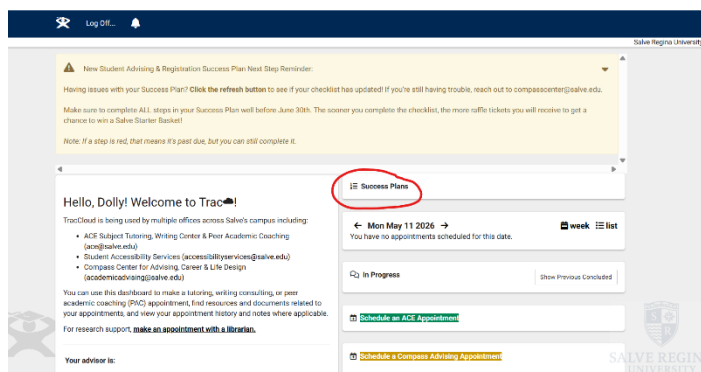 Log Off...
Salve Regina University
New Student Advising & Registration Success Plan Next Step Reminder:
Having issues with your Success Plan? Click the refresh button to see if your checklist has updated! If you're still having trouble, reach out to compasscenter@salve.edu.
Make sure to complete ALL steps in your Success Plan well before June 30th. The sooner you complete the checklist, the more raffle tickets you will receive to get a
chance to win a Salve Starter Basket!
Note: If a step is red, that means it's past due, but you can still complete it.
Success Plans
Hello, Dolly! Welcome to Trac!
TracCloud is being used by multiple offices across Salve's campus including:
ACE Subject Tutoring, Writing Center & Peer Academic Coaching
(ace@salve.edu)
Student Accessibility Services (accessibilityservices@salve.edu)
Compass Center for Advising, Career & Life Design
(academicadvising@salve.edu)
You can use this dashboard to make a tutoring, writing consulting, or peer
academic coaching (PAC) appointment, find resources and documents related to
your appointments, and view your appointment history and notes where applicable.
For research support, make an appointment with a librarian.
Your advisor is:
← Mon May 11 2026 →
week list
You have no appointments scheduled for this date.
In Progress
Show Previous Concluded
Schedule an ACE Appointment
Schedule a Compass Advising Appointment
SALVE REGIN
UNIVERSITY